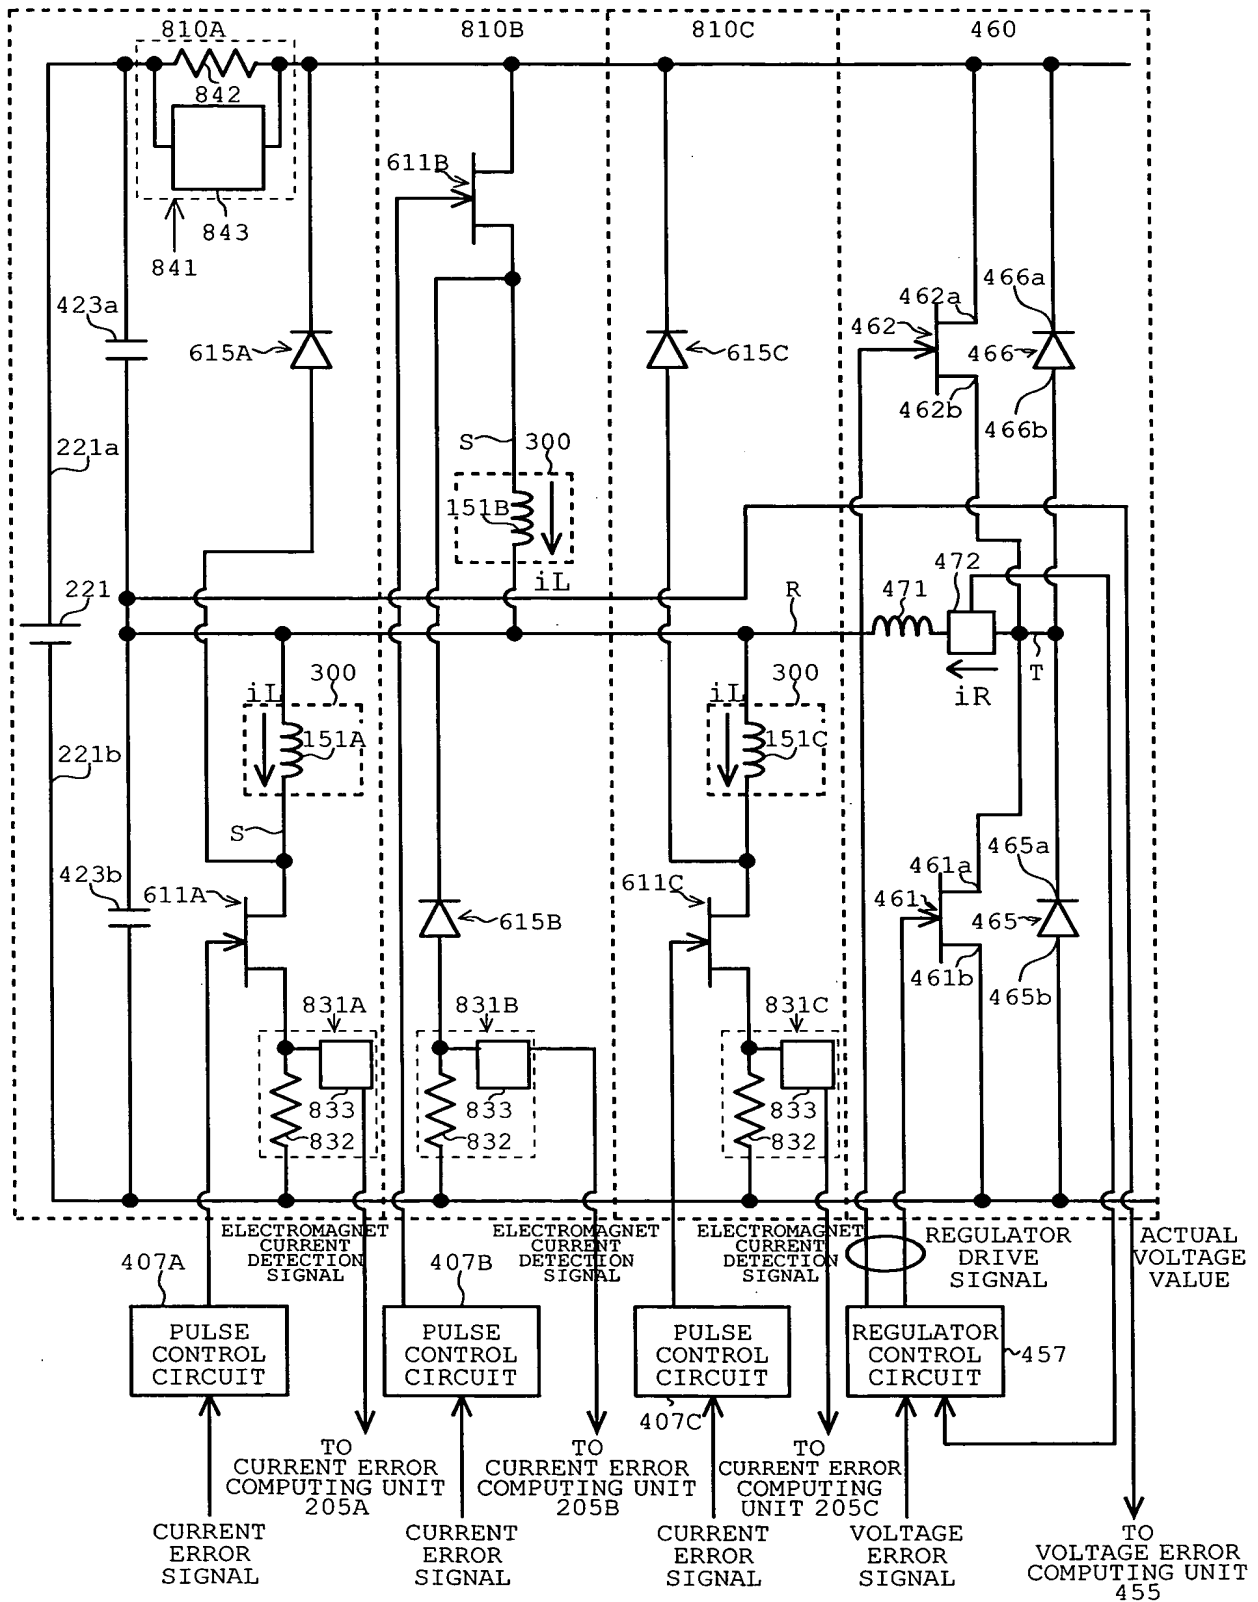 810A
810B
810C
460
842
843
841
611B
423a
615A
615C
462a
462
462b
466a
466
466b
221a
S
300
151B
iL
221
R
471
472
T
iR
300
iL
151A
300
iL
151C
221b
S
423b
611A
611C
461a
461
461b
465a
465
465b
615B
831A
831B
831C
833
832
833
832
833
832
ELECTROMAGNET
CURRENT
DETECTION
SIGNAL
ELECTROMAGNET
CURRENT
DETECTION
SIGNAL
ELECTROMAGNET
CURRENT
DETECTION
SIGNAL
REGULATOR
DRIVE
SIGNAL
ACTUAL
VOLTAGE
VALUE
407A
407B
PULSE
CONTROL
CIRCUIT
PULSE
CONTROL
CIRCUIT
PULSE
CONTROL
CIRCUIT
REGULATOR
CONTROL
CIRCUIT
457
407C
TO
CURRENT ERROR
COMPUTING UNIT
205A
TO
CURRENT ERROR
COMPUTING UNIT
205B
TO
CURRENT ERROR
COMPUTING
UNIT 205C
CURRENT
ERROR
SIGNAL
CURRENT
ERROR
SIGNAL
CURRENT
ERROR
SIGNAL
VOLTAGE
ERROR
SIGNAL
TO
VOLTAGE ERROR
COMPUTING UNIT
455